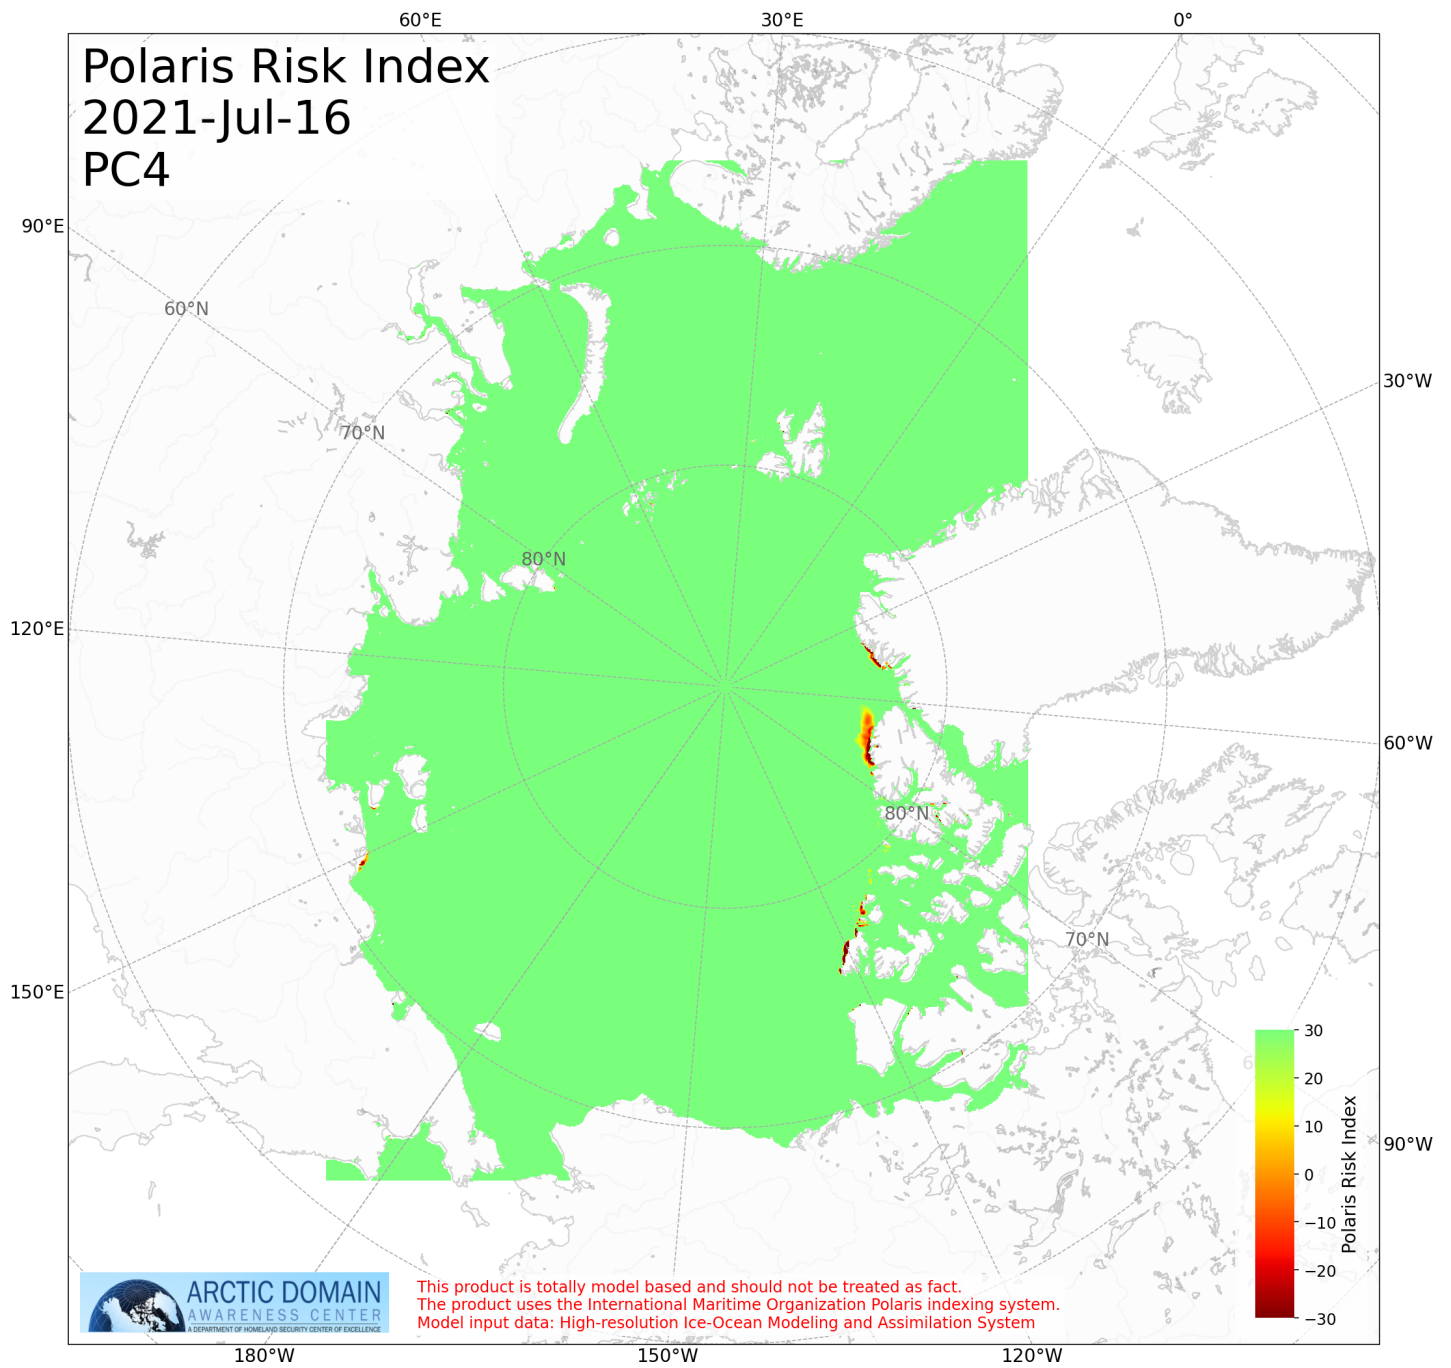 60°E 30°E 0°
Polaris Risk Index
2021-Jul-16
PC4
90°E
60°N
30°W
70°N
80°N
120°E
60°W
80°N
70°N
150°E
30
20
10
0
−10
−20
−30
Polaris Risk Index
90°W
ARCTIC DOMAIN
AWARENESS CENTER
A DEPARTMENT OF HOMELAND SECURITY CENTER OF EXCELLENCE
This product is totally model based and should not be treated as fact.
The product uses the International Maritime Organization Polaris indexing system.
Model input data: High-resolution Ice-Ocean Modeling and Assimilation System
180°W 150°W 120°W